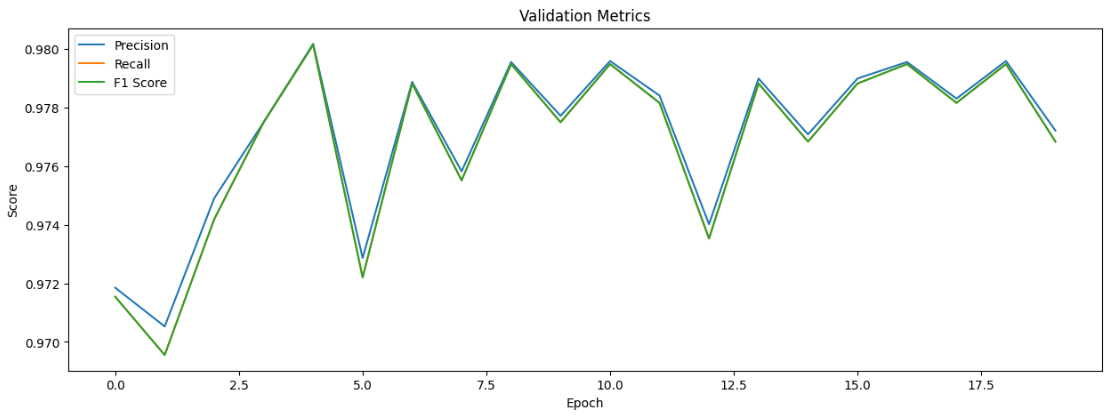 Validation Metrics
Precision
Recall
F1 Score
0.980
0.978
0.976
0.974
0.972
0.970
Score
0.0 2.5 5.0 7.5 10.0 12.5 15.0 17.5
Epoch